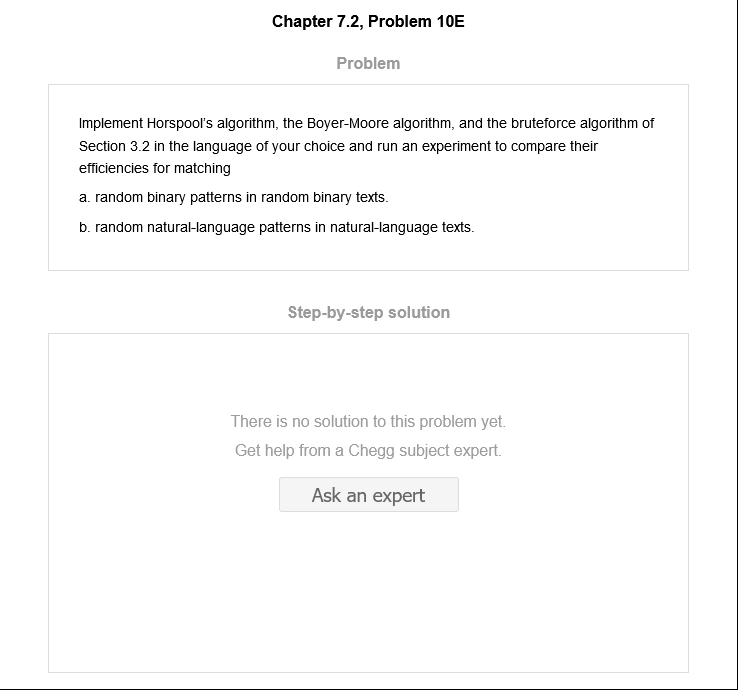 Chapter 7.2, Problem 10E
Problem
Implement Horspool's algorithm, the Boyer-Moore algorithm, and the bruteforce algorithm of
Section 3.2 in the language of your choice and run an experiment to compare their
efficiencies for matching
a. random binary patterns in random binary texts.
b. random natural-language patterns in natural-language texts.
Step-by-step solution
There is no solution to this problem yet.
Get help from a Chegg subject expert.
Ask an expert